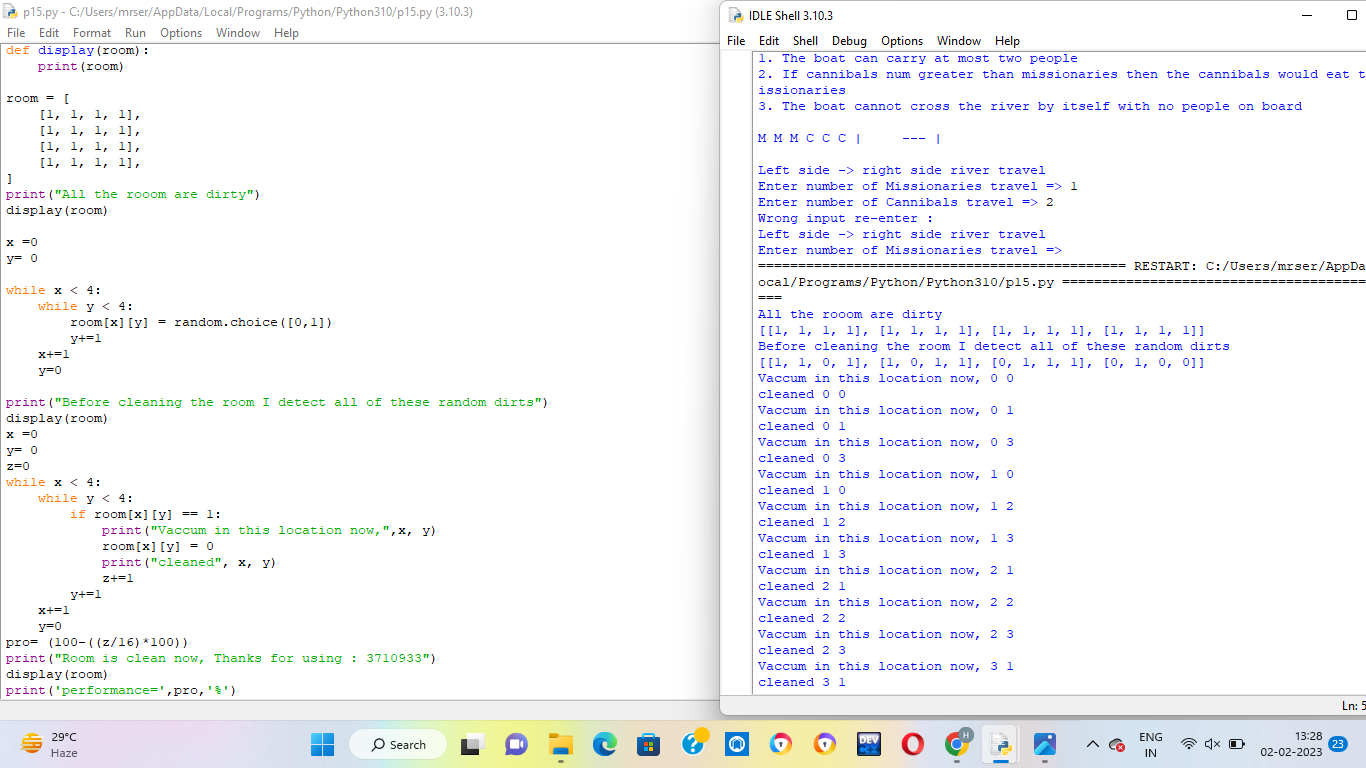 p15.py - C:/Users/mrser/AppData/Local/Programs/Python/Python310/p15.py (3.10.3)
File Edit Format Run Options Window Help
def display(room):
    print(room)
room = [
    [1, 1, 1, 1],
    [1, 1, 1, 1],
    [1, 1, 1, 1],
    [1, 1, 1, 1],
]
print("All the rooom are dirty")
display(room)
x =0
y= 0
while x < 4:
    while y < 4:
        room[x][y] = random.choice([0,1])
        y+=1
    x+=1
    y=0
print("Before cleaning the room I detect all of these random dirts")
display(room)
x =0
y= 0
z=0
while x < 4:
    while y < 4:
        if room[x][y] == 1:
            print("Vaccum in this location now,",x, y)
            room[x][y] = 0
            print("cleaned", x, y)
            z+=1
        y+=1
    x+=1
    y=0
pro= (100-((z/16)*100))
print("Room is clean now, Thanks for using : 3710933")
display(room)
print('performance=',pro,'%')
IDLE Shell 3.10.3
File Edit Shell Debug Options Window Help
1. The boat can carry at most two people
2. If cannibals num greater than missionaries then the cannibals would eat t
issionaries
3. The boat cannot cross the river by itself with no people on board
M M M C C C |     --- |
Left side -> right side river travel
Enter number of Missionaries travel => 1
Enter number of Cannibals travel => 2
Wrong input re-enter :
Left side -> right side river travel
Enter number of Missionaries travel =>
============================================== RESTART: C:/Users/mrser/AppDa
ocal/Programs/Python/Python310/p15.py ======================================
===
All the rooom are dirty
[[1, 1, 1, 1], [1, 1, 1, 1], [1, 1, 1, 1], [1, 1, 1, 1]]
Before cleaning the room I detect all of these random dirts
[[1, 1, 0, 1], [1, 0, 1, 1], [0, 1, 1, 1], [0, 1, 0, 0]]
Vaccum in this location now, 0 0
cleaned 0 0
Vaccum in this location now, 0 1
cleaned 0 1
Vaccum in this location now, 0 3
cleaned 0 3
Vaccum in this location now, 1 0
cleaned 1 0
Vaccum in this location now, 1 2
cleaned 1 2
Vaccum in this location now, 1 3
cleaned 1 3
Vaccum in this location now, 2 1
cleaned 2 1
Vaccum in this location now, 2 2
cleaned 2 2
Vaccum in this location now, 2 3
cleaned 2 3
Vaccum in this location now, 3 1
cleaned 3 1
Ln: 5
29°C
Haze
Search
DEV
H
ENG
IN
13:28
02-02-2023
23